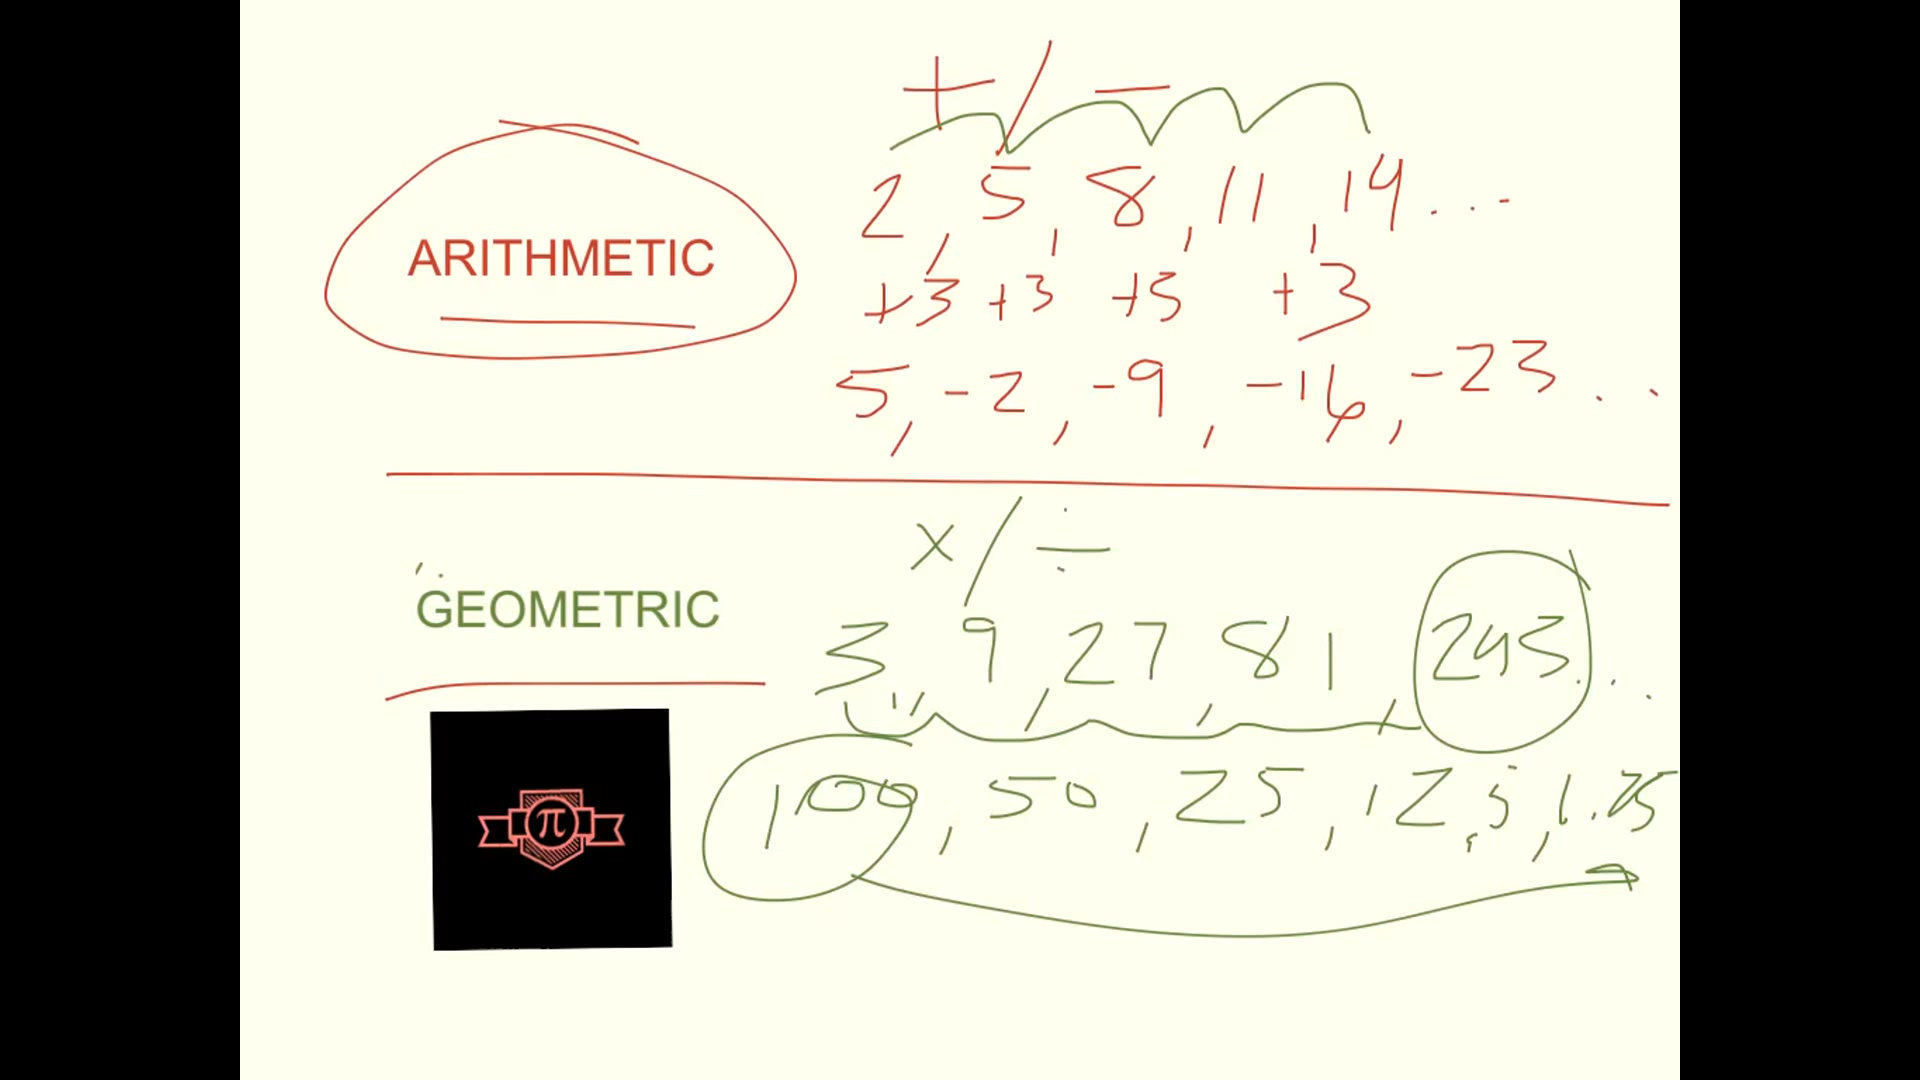 +/−
2, 5, 8, 11, 14...
ARITHMETIC
+3 +3 +3 +3
5, -2, -9, -16, -23...
×/÷
GEOMETRIC
3, 9, 27, 81, 243...
100, 50, 25, 12.5, 6.25
π